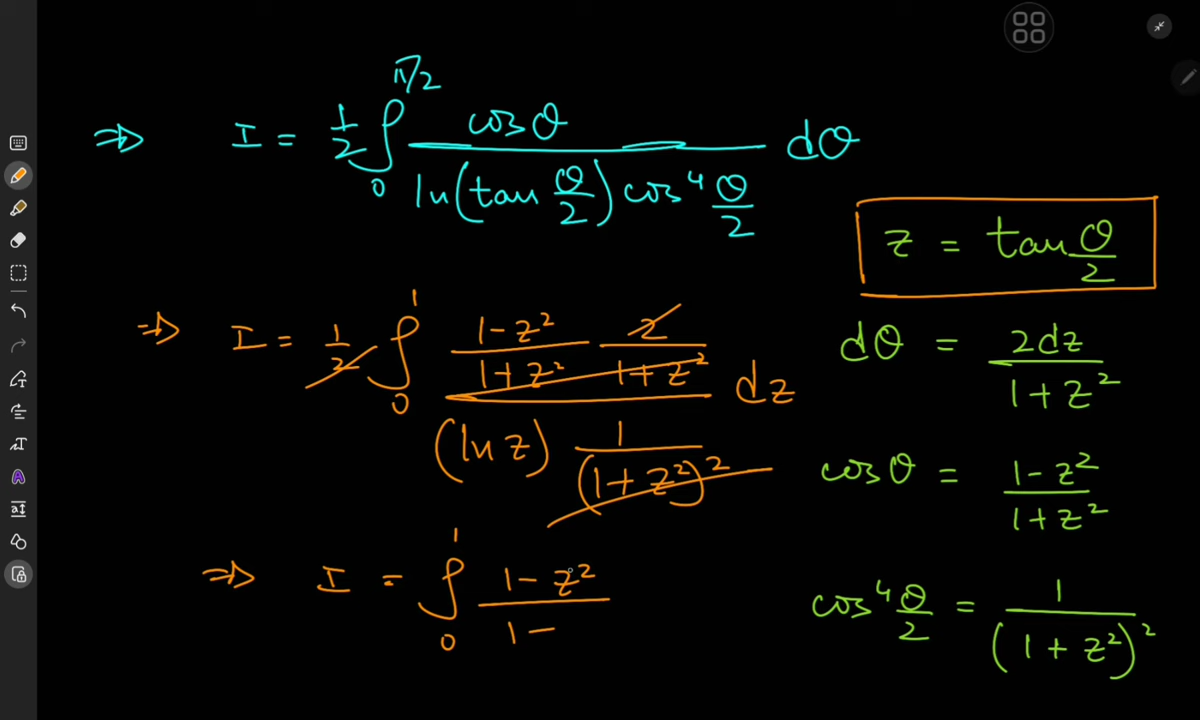 ⇒ I = 1/2 ∫₀^{π/2} cosθ / (ln(tan θ/2) cos⁴ θ/2) dθ
z = tan θ/2
⇒ I = 1/2 ∫₀¹ ((1-z²)/(1+z²) · 2/(1+z²)) / ((ln z) 1/(1+z²)²) dz
dθ = 2dz/(1+z²)
cosθ = (1-z²)/(1+z²)
⇒ I = ∫₀¹ (1-z²)/(1-
cos⁴ θ/2 = 1/(1+z²)²